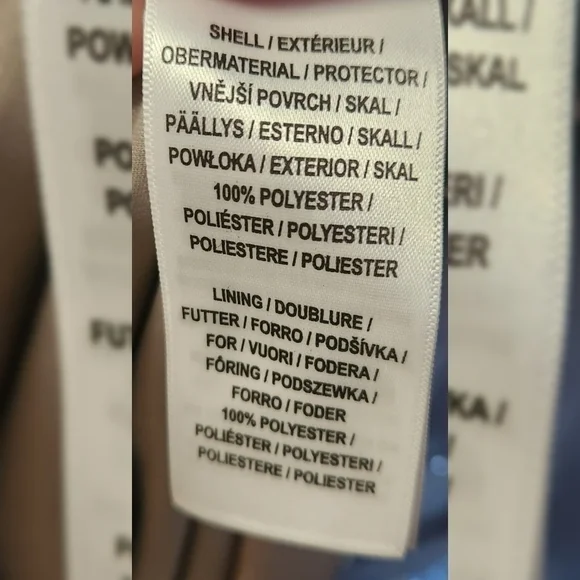 SHELL / EXTÉRIEUR /
OBERMATERIAL / PROTECTOR /
VNĚJŠÍ POVRCH / SKAL /
PÄÄLLYS / ESTERNO / SKALL /
POWŁOKA / EXTERIOR / SKAL
100% POLYESTER /
POLIÉSTER / POLYESTERI /
POLIESTERE / POLIESTER
LINING / DOUBLURE /
FUTTER / FORRO / PODŠÍVKA /
FOR / VUORI / FODERA /
FÔRING / PODSZEWKA /
FORRO / FODER
100% POLYESTER /
POLIÉSTER / POLYESTERI /
POLIESTERE / POLIESTER